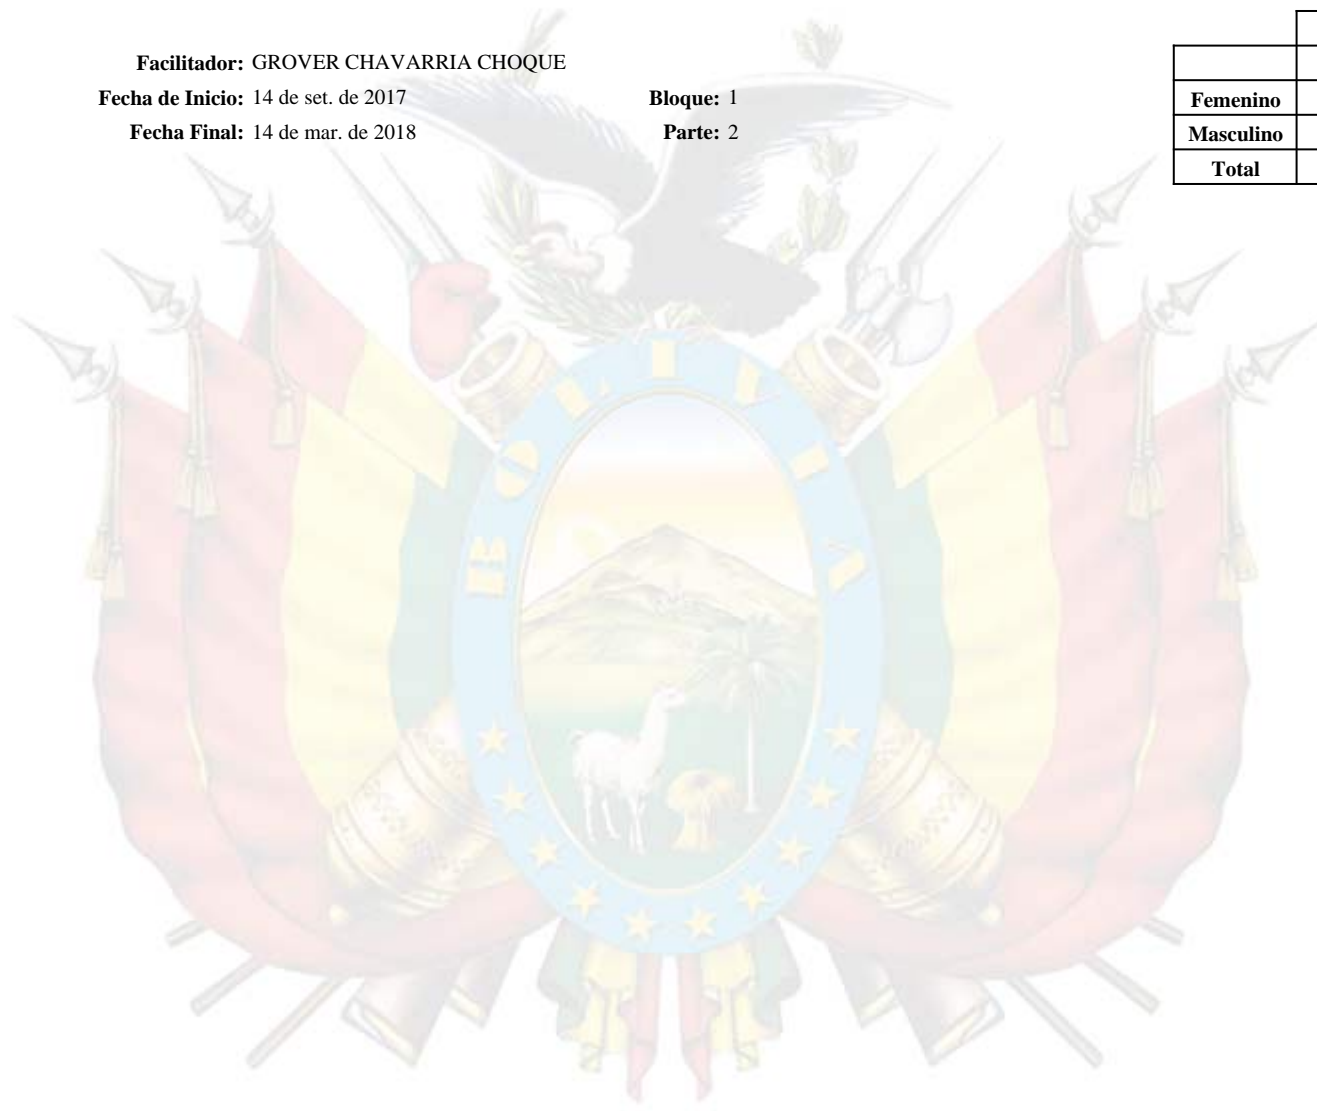 Facilitador: GROVER CHAVARRIA CHOQUE
Fecha de Inicio: 14 de set. de 2017 Bloque: 1
Fecha Final: 14 de mar. de 2018 Parte: 2
Femenino
Masculino
Total
BOLIVIA